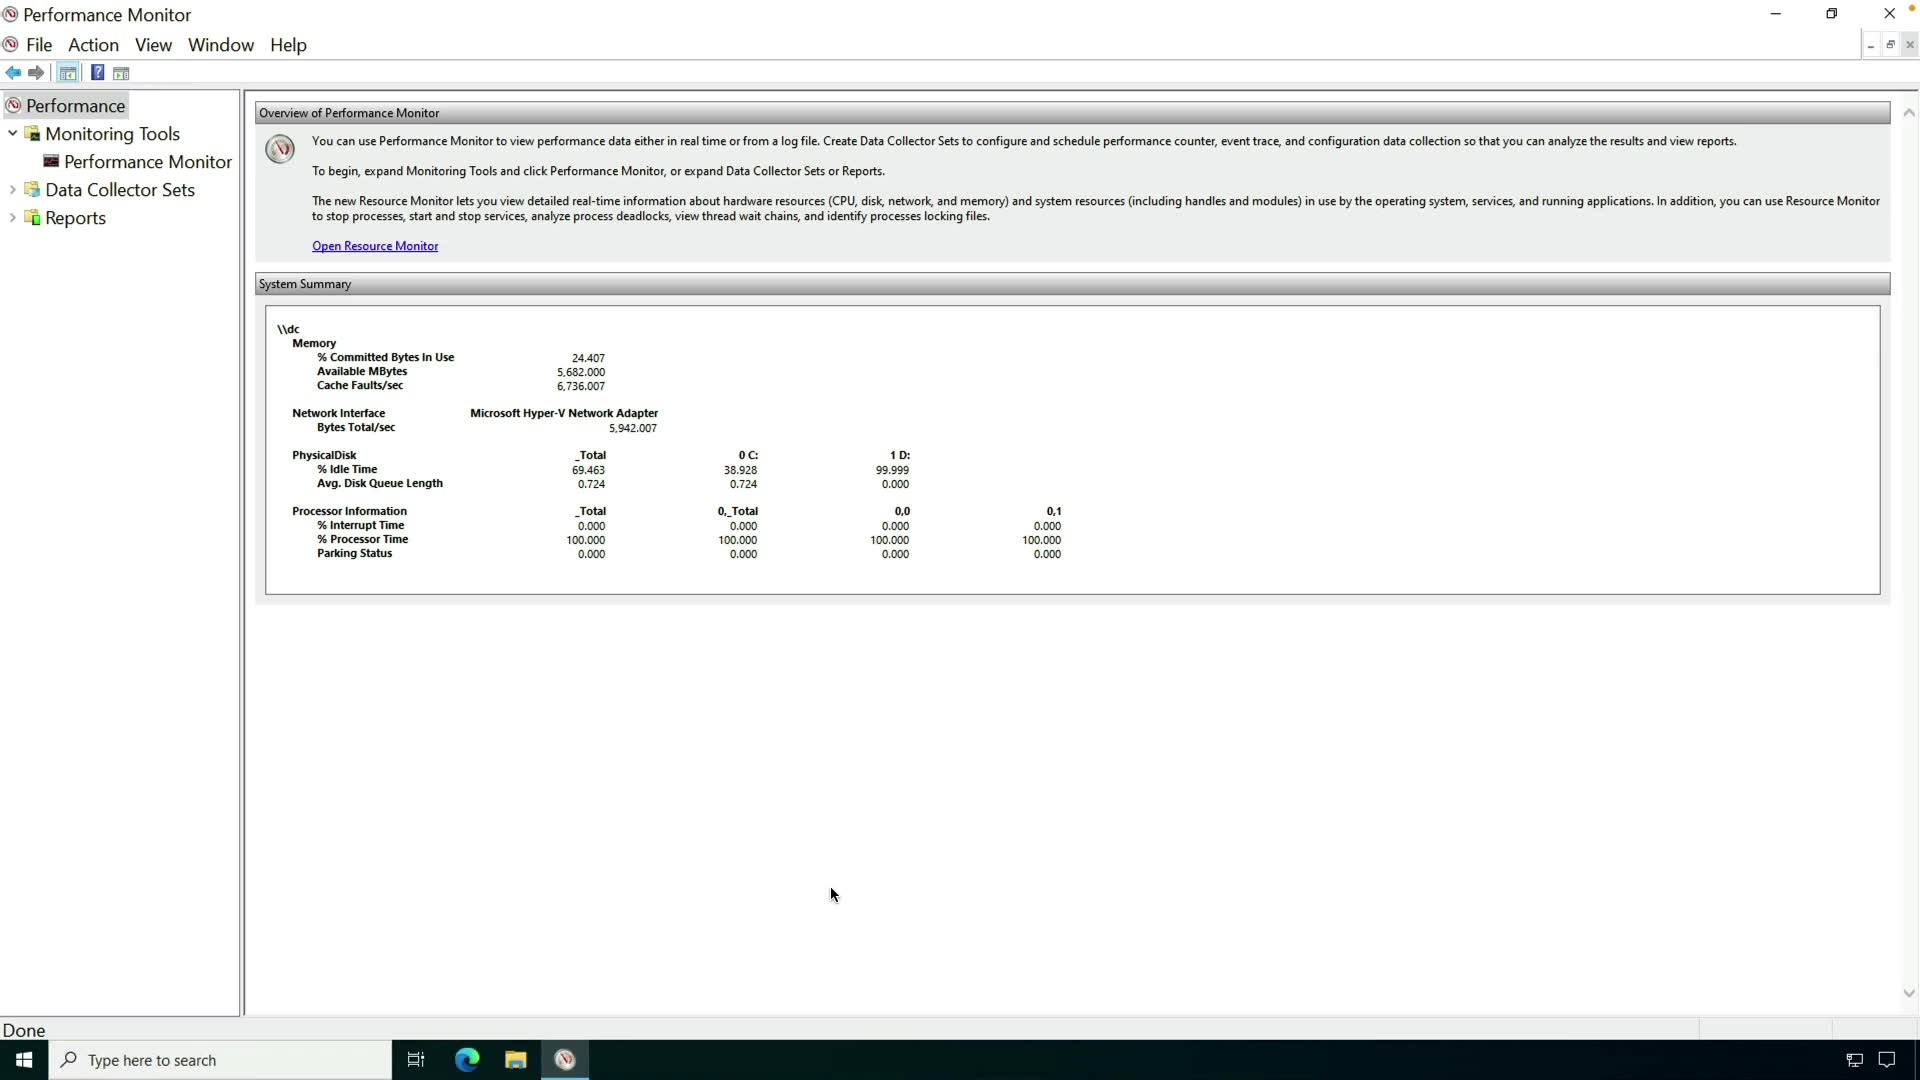 Performance Monitor
File Action View Window Help
Performance
Monitoring Tools
Performance Monitor
Data Collector Sets
Reports
Overview of Performance Monitor
You can use Performance Monitor to view performance data either in real time or from a log file. Create Data Collector Sets to configure and schedule performance counter, event trace, and configuration data collection so that you can analyze the results and view reports.
To begin, expand Monitoring Tools and click Performance Monitor, or expand Data Collector Sets or Reports.
The new Resource Monitor lets you view detailed real-time information about hardware resources (CPU, disk, network, and memory) and system resources (including handles and modules) in use by the operating system, services, and running applications. In addition, you can use Resource Monitor
to stop processes, start and stop services, analyze process deadlocks, view thread wait chains, and identify processes locking files.
Open Resource Monitor
System Summary
\\dc
Memory
% Committed Bytes In Use 24.407
Available MBytes 5,682.000
Cache Faults/sec 6,736.007
Network Interface Microsoft Hyper-V Network Adapter
Bytes Total/sec 5,942.007
PhysicalDisk _Total 0 C: 1 D:
% Idle Time 69.463 38.928 99.999
Avg. Disk Queue Length 0.724 0.724 0.000
Processor Information _Total 0,_Total 0,0 0,1
% Interrupt Time 0.000 0.000 0.000 0.000
% Processor Time 100.000 100.000 100.000 100.000
Parking Status 0.000 0.000 0.000 0.000
Done
Type here to search